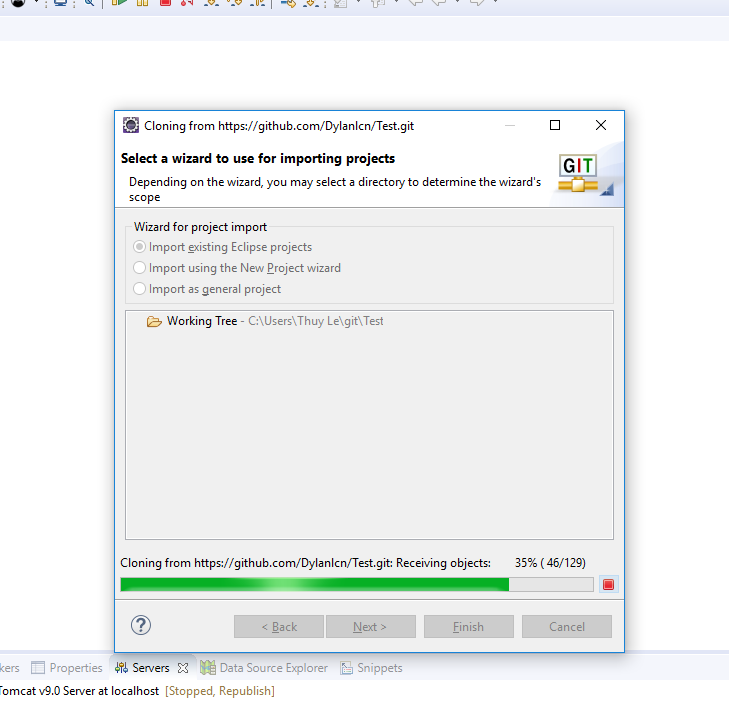 Cloning from https://github.com/Dylanlcn/Test.git
Select a wizard to use for importing projects
Depending on the wizard, you may select a directory to determine the wizard's
scope
GIT
Wizard for project import
Import existing Eclipse projects
Import using the New Project wizard
Import as general project
Working Tree - C:\Users\Thuy Le\git\Test
Cloning from https://github.com/Dylanlcn/Test.git: Receiving objects: 35% ( 46/129)
? < Back Next > Finish Cancel
kers Properties Servers Data Source Explorer Snippets
Tomcat v9.0 Server at localhost [Stopped, Republish]